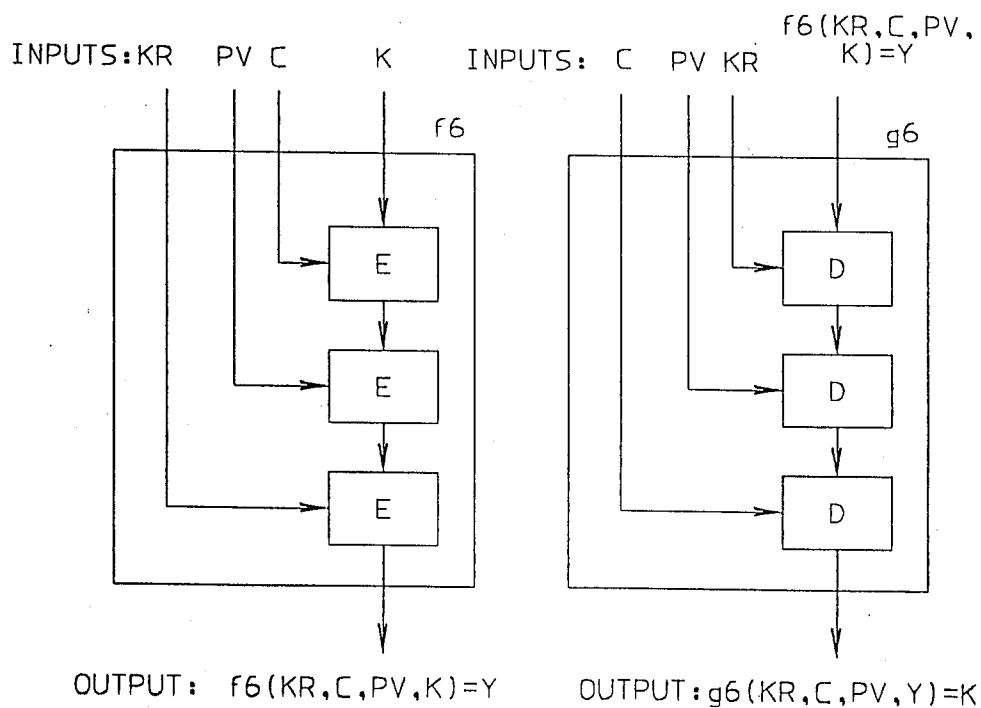 f6(KR,C,PV,
K)=Y
INPUTS:KR PV C K
INPUTS: C PV KR
f6
g6
E
D
E
D
E
D
OUTPUT: f6(KR,C,PV,K)=Y
OUTPUT:g6(KR,C,PV,Y)=K